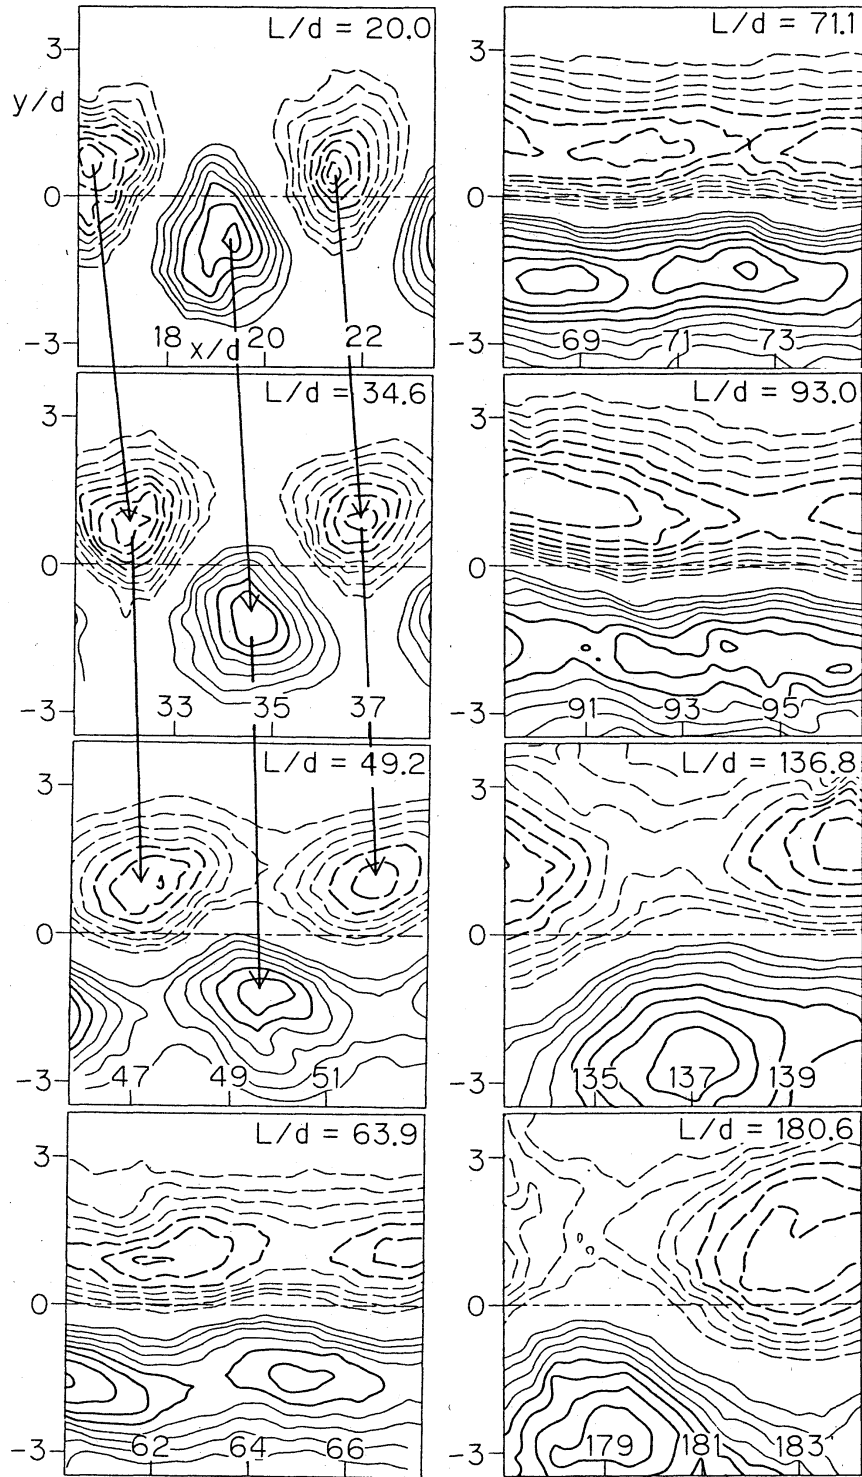 L/d = 20.0
3
y/d
0
-3
18 20 22
x/d
L/d = 34.6
3
0
-3
33 35 37
L/d = 49.2
3
0
-3
47 49 51
L/d = 63.9
3
0
-3
62 64 66
L/d = 71.1
3
0
-3
69 71 73
L/d = 93.0
3
0
-3
91 93 95
L/d = 136.8
3
0
-3
135 137 139
L/d = 180.6
3
0
-3
179 181 183